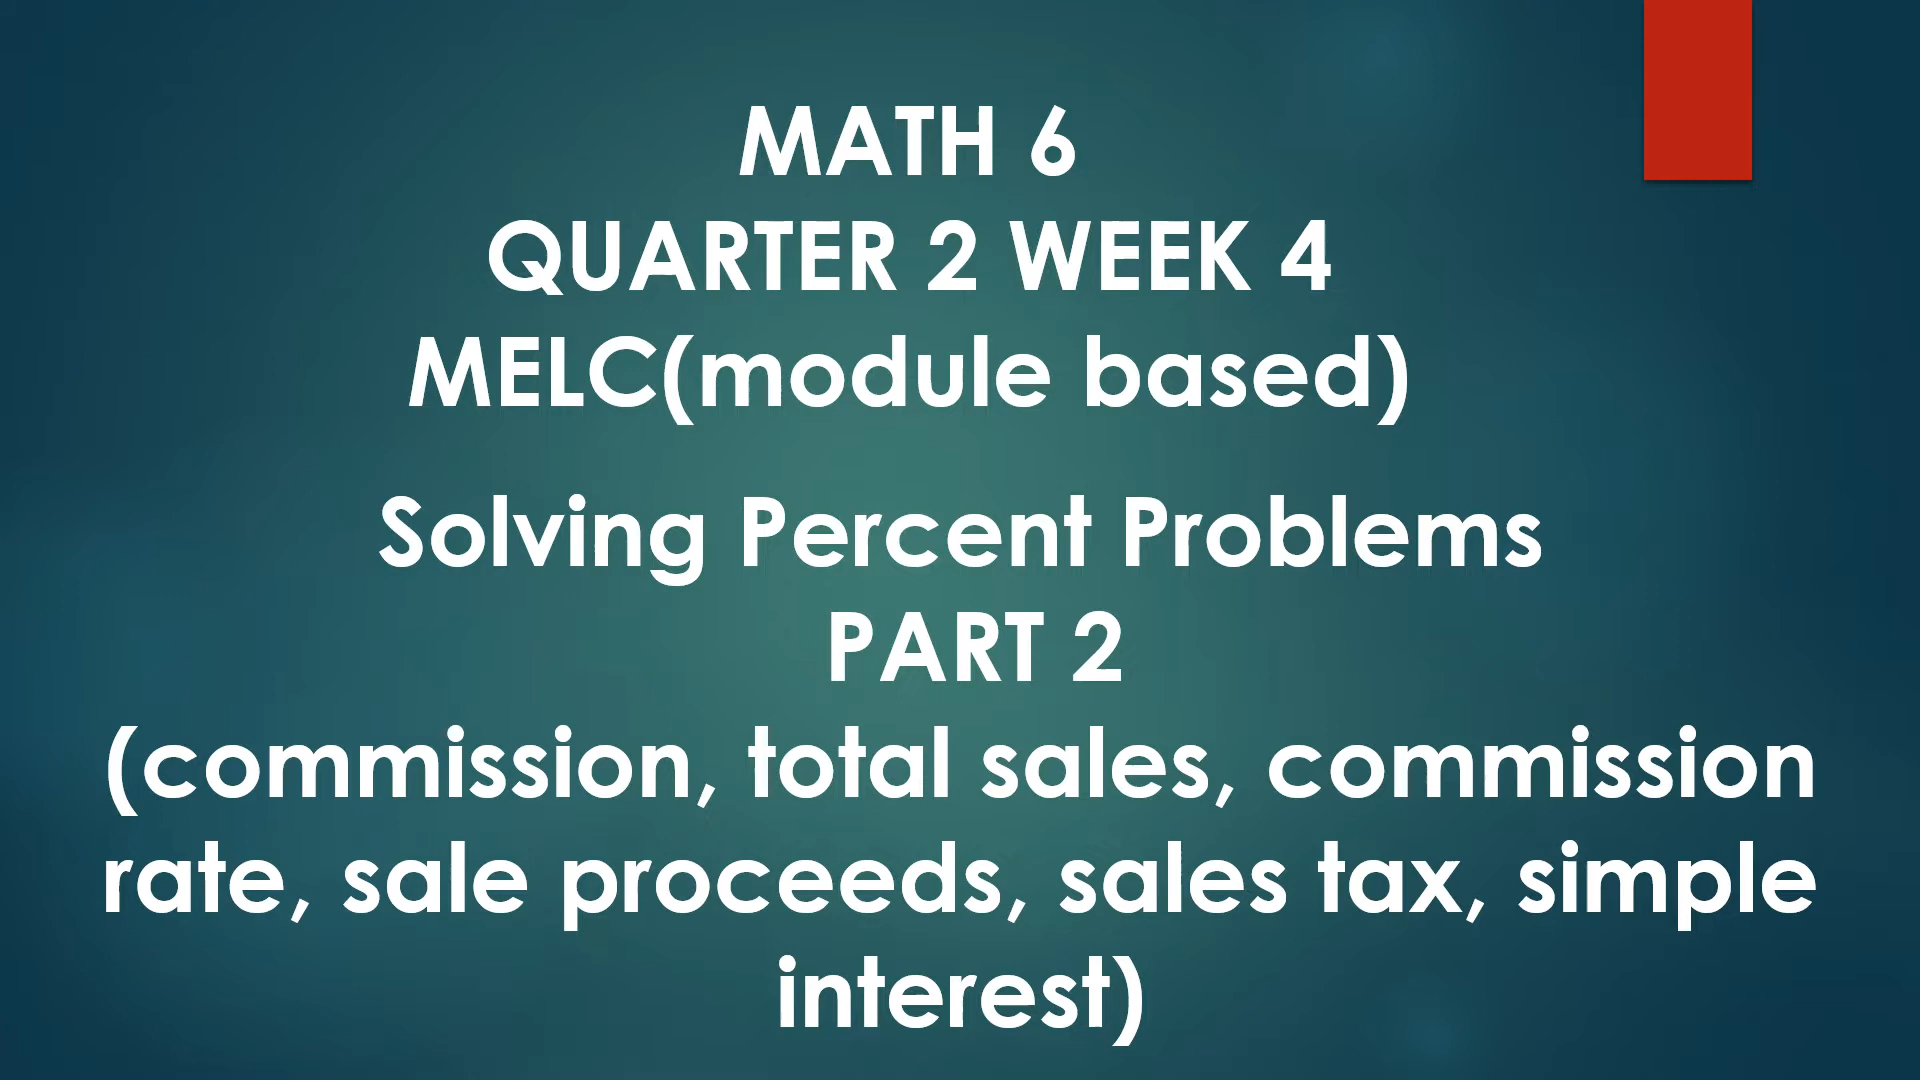 MATH 6
QUARTER 2 WEEK 4
MELC(module based)
Solving Percent Problems
PART 2
(commission, total sales, commission
rate, sale proceeds, sales tax, simple
interest)